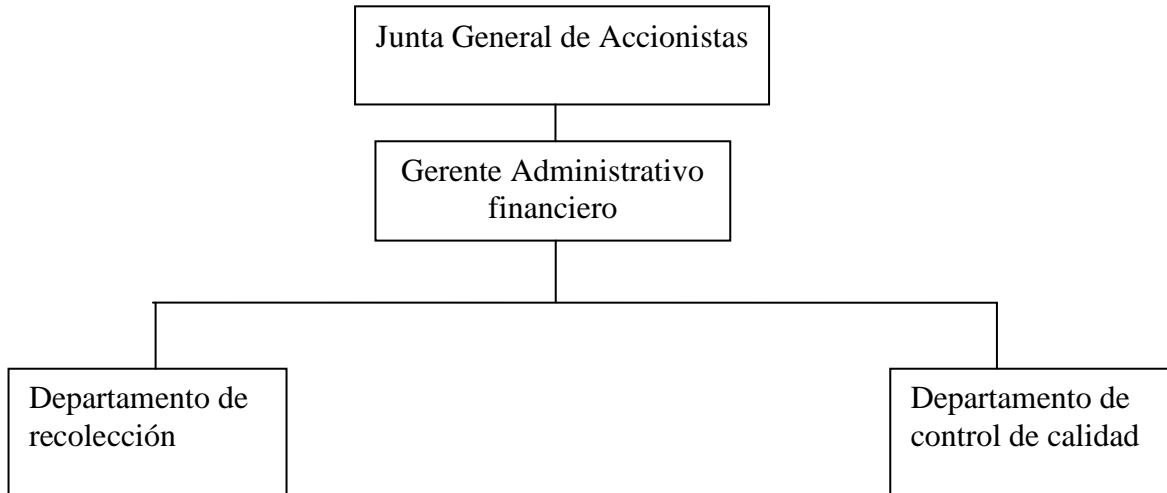 Junta General de Accionistas
Gerente Administrativo
financiero
Departamento de
recolección
Departamento de
control de calidad